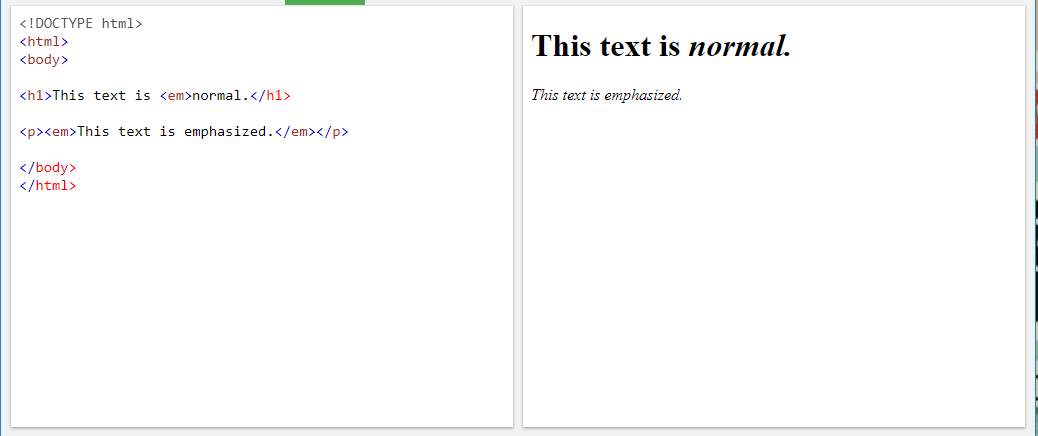 <!DOCTYPE html>
<html>
<body>
<h1>This text is <em>normal.</h1>
<p><em>This text is emphasized.</em></p>
</body>
</html>
This text is normal.
This text is emphasized.